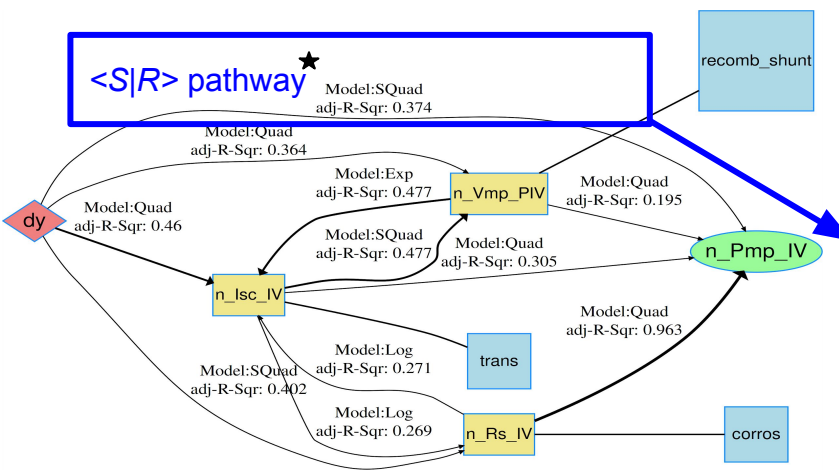 <S|R> pathway★
recomb_shunt
Model:SQuad
adj-R-Sqr: 0.374
Model:Quad
adj-R-Sqr: 0.364
Model:Exp
adj-R-Sqr: 0.477
n_Vmp_PIV
Model:Quad
adj-R-Sqr: 0.195
dy
Model:Quad
adj-R-Sqr: 0.46
Model:SQuad
adj-R-Sqr: 0.477
Model:Quad
adj-R-Sqr: 0.305
n_Pmp_IV
n_Isc_IV
Model:Quad
adj-R-Sqr: 0.963
Model:SQuad
adj-R-Sqr: 0.402
Model:Log
adj-R-Sqr: 0.271
trans
Model:Log
adj-R-Sqr: 0.269
n_Rs_IV
corros